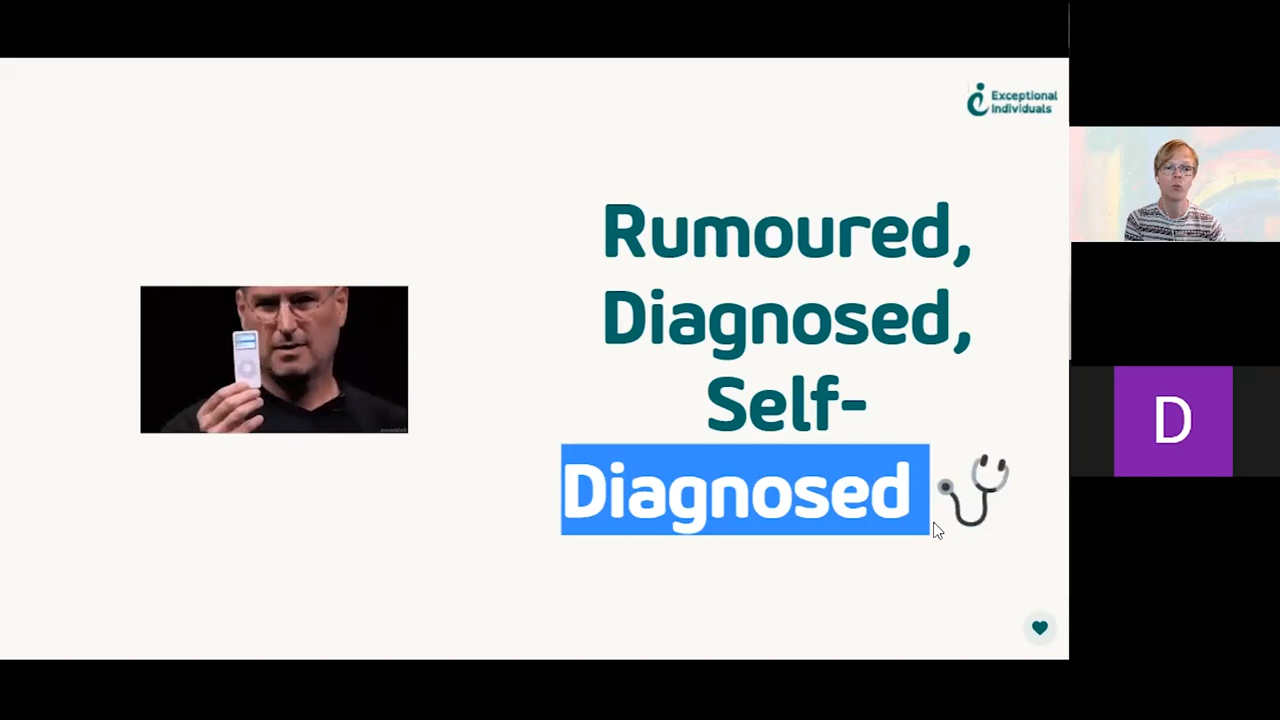 Exceptional
Individuals
Rumoured,
Diagnosed,
Self-
Diagnosed
D